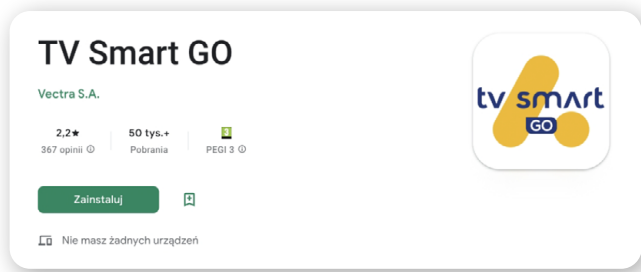 TV Smart GO
Vectra S.A.
2,2★ 50 tys.+ 3
367 opinii Pobrania PEGI 3
Zainstaluj
Nie masz żadnych urządzeń
tv smart
GO